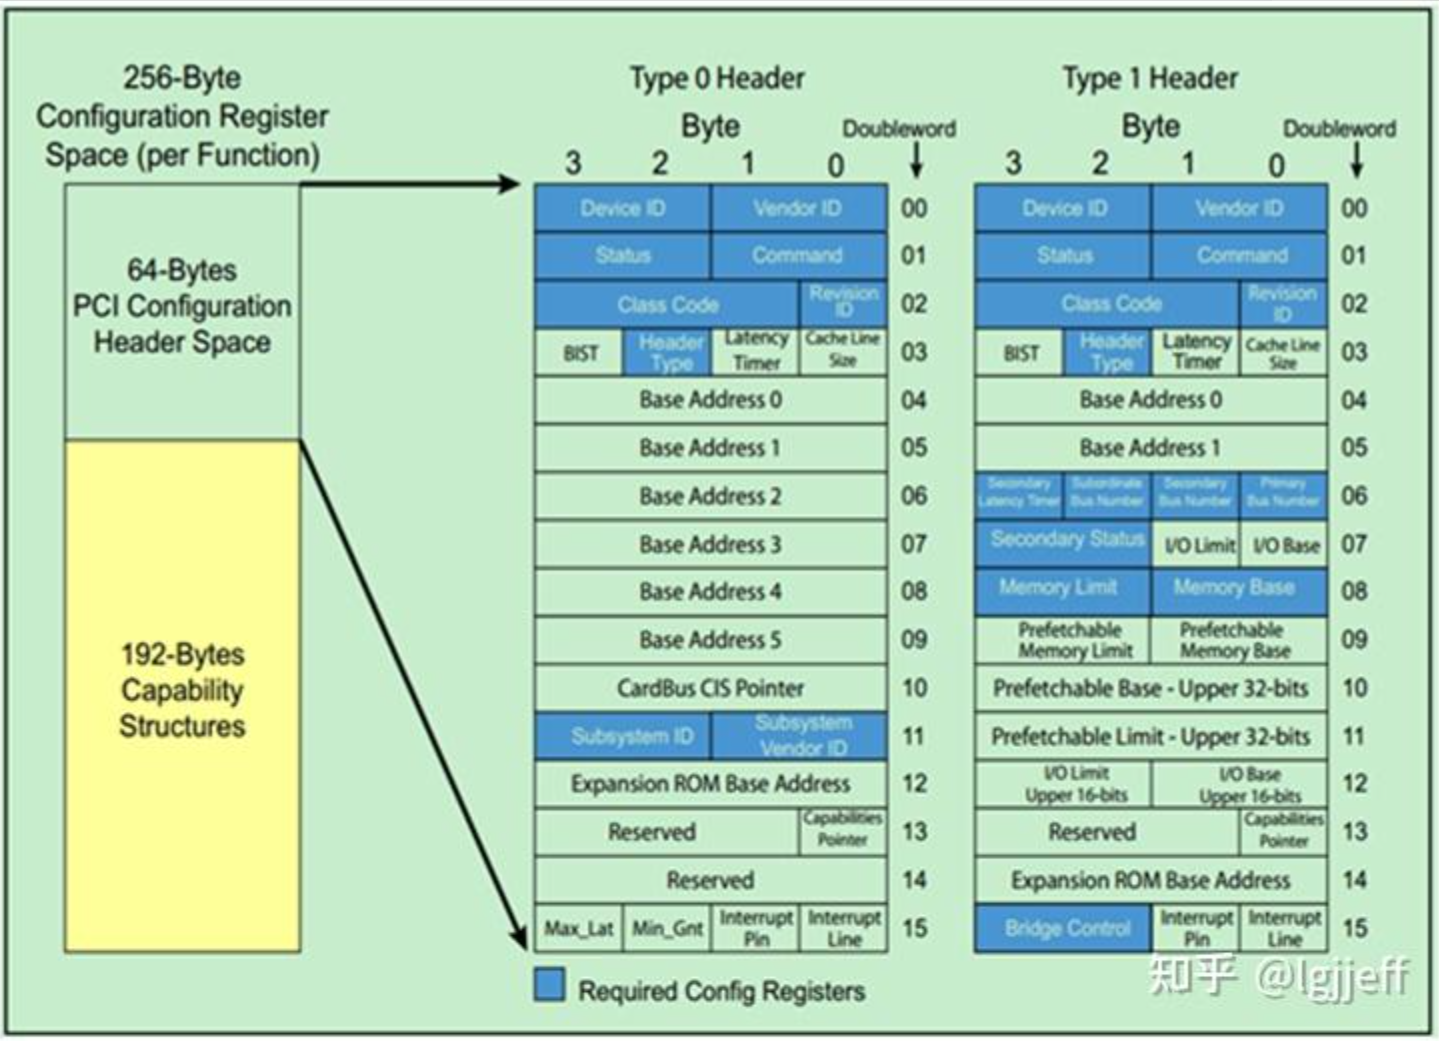 256-Byte
Configuration Register
Space (per Function)
64-Bytes
PCI Configuration
Header Space
192-Bytes
Capability
Structures
Type 0 Header
Byte
Doubleword
3 2 1 0
Device ID Vendor ID 00
Status Command 01
Class Code Revision ID 02
BIST Header Type Latency Timer Cache Line Size 03
Base Address 0 04
Base Address 1 05
Base Address 2 06
Base Address 3 07
Base Address 4 08
Base Address 5 09
CardBus CIS Pointer 10
Subsystem ID Subsystem Vendor ID 11
Expansion ROM Base Address 12
Reserved Capabilities Pointer 13
Reserved 14
Max_Lat Min_Gnt Interrupt Pin Interrupt Line 15
Required Config Registers
Type 1 Header
Byte
Doubleword
3 2 1 0
Device ID Vendor ID 00
Status Command 01
Class Code Revision ID 02
BIST Header Type Latency Timer Cache Line Size 03
Base Address 0 04
Base Address 1 05
Secondary Latency Timer Subordinate Bus Number Secondary Bus Number Primary Bus Number 06
Secondary Status I/O Limit I/O Base 07
Memory Limit Memory Base 08
Prefetchable Memory Limit Prefetchable Memory Base 09
Prefetchable Base - Upper 32-bits 10
Prefetchable Limit - Upper 32-bits 11
I/O Limit Upper 16-bits I/O Base Upper 16-bits 12
Reserved Capabilities Pointer 13
Expansion ROM Base Address 14
Bridge Control Interrupt Pin Interrupt Line 15
知乎 @lgjjeff